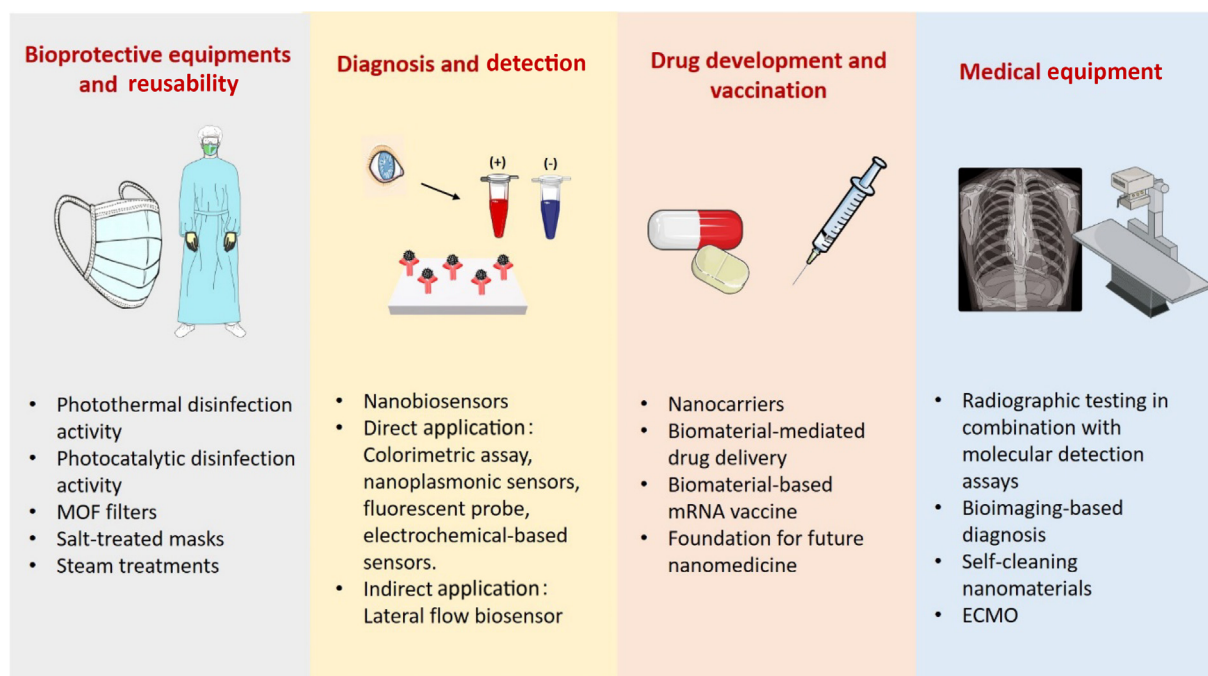 Bioprotective equipments
and reusability
• Photothermal disinfection
activity
• Photocatalytic disinfection
activity
• MOF filters
• Salt-treated masks
• Steam treatments
Diagnosis and detection
(+) (-)
• Nanobiosensors
• Direct application:
Colorimetric assay,
nanoplasmonic sensors,
fluorescent probe,
electrochemical-based
sensors.
• Indirect application:
Lateral flow biosensor
Drug development and
vaccination
• Nanocarriers
• Biomaterial-mediated
drug delivery
• Biomaterial-based
mRNA vaccine
• Foundation for future
nanomedicine
Medical equipment
• Radiographic testing in
combination with
molecular detection
assays
• Bioimaging-based
diagnosis
• Self-cleaning
nanomaterials
• ECMO